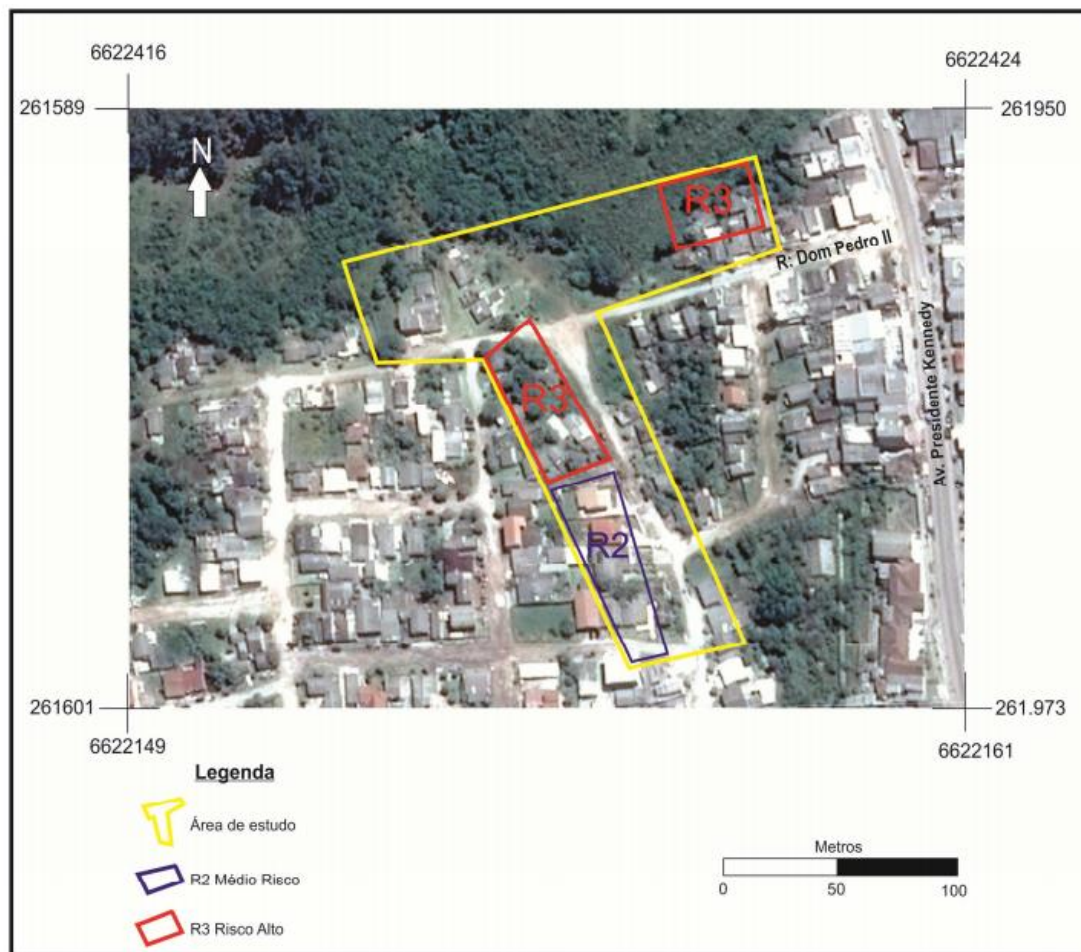 6622416
6622424
261589
261950
N
R3
R: Dom Pedro II
Av. Presidente Kennedy
R3
R2
261601
261.973
6622149
6622161
Legenda
Área de estudo
R2 Médio Risco
R3 Risco Alto
Metros
0 50 100